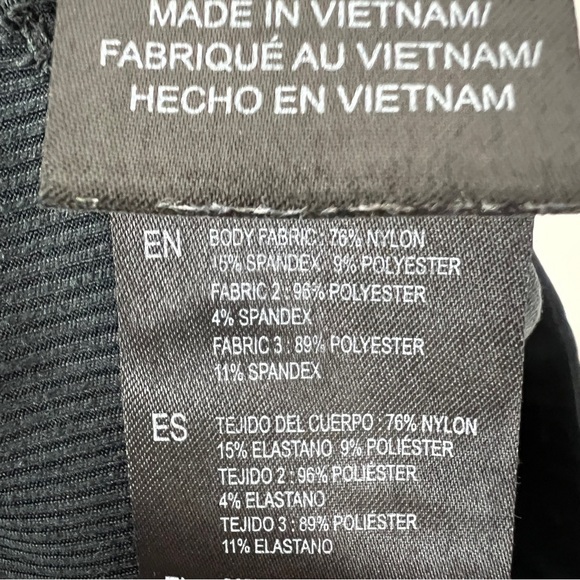 MADE IN VIETNAM/
FABRIQUÉ AU VIETNAM/
HECHO EN VIETNAM
EN
BODY FABRIC : 76% NYLON
15% SPANDEX 9% POLYESTER
FABRIC 2 : 96% POLYESTER
4% SPANDEX
FABRIC 3 89% POLYESTER
11% SPANDEX
ES
TEJIDO DEL CUERPO : 76% NYLON
15% ELASTANO 9% POLIÉSTER
TEJIDO 2 : 96% POLIÉSTER
4% ELASTANO
TEJIDO 3 : 89% POLIÉSTER
11% ELASTANO